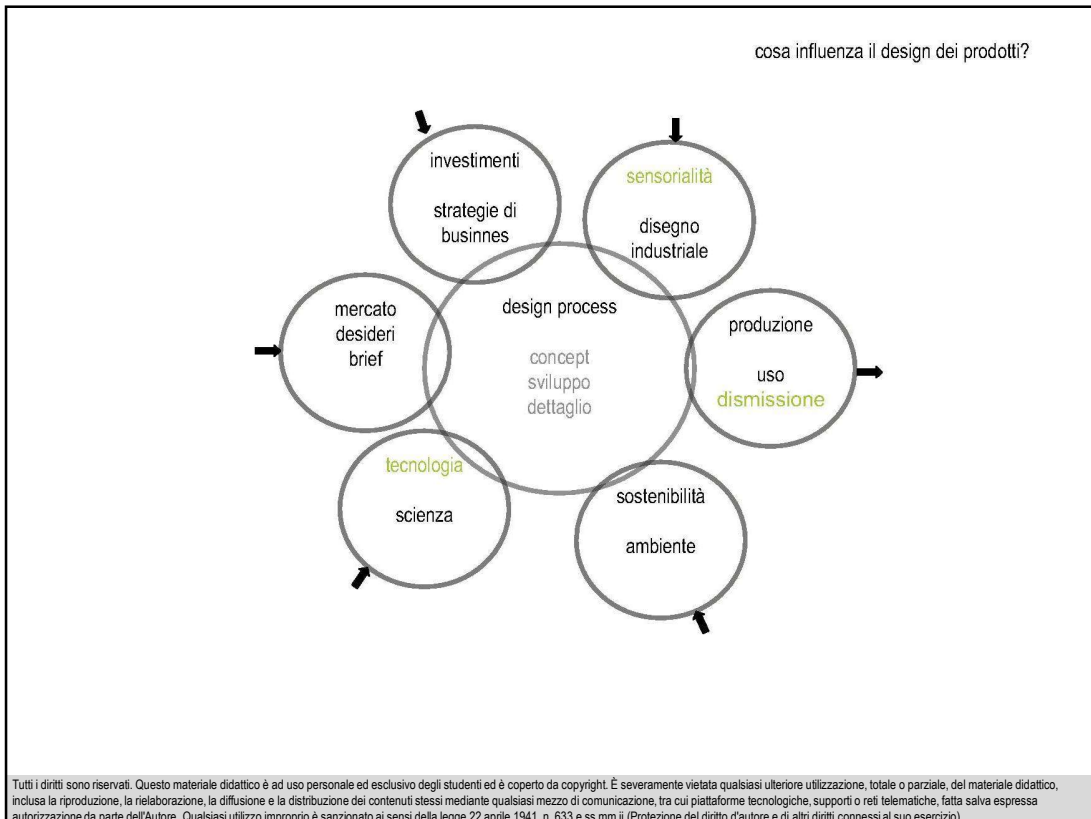 cosa influenza il design dei prodotti?
investimenti
strategie di
businnes
sensorialità
disegno
industriale
mercato
desideri
brief
design process
concept
sviluppo
dettaglio
produzione
uso
dismissione
tecnologia
scienza
sostenibilità
ambiente
Tutti i diritti sono riservati. Questo materiale didattico è ad uso personale ed esclusivo degli studenti ed è coperto da copyright. È severamente vietata qualsiasi ulteriore utilizzazione, totale o parziale, del materiale didattico,
inclusa la riproduzione, la rielaborazione, la diffusione e la distribuzione dei contenuti stessi mediante qualsiasi mezzo di comunicazione, tra cui piattaforme tecnologiche, supporti o reti telematiche, fatta salva espressa
autorizzazione da parte dell'Autore. Qualsiasi utilizzo improprio è sanzionato ai sensi della legge 22 aprile 1941, n. 633 e ss.mm.ii (Protezione del diritto d'autore e di altri diritti connessi al suo esercizio)